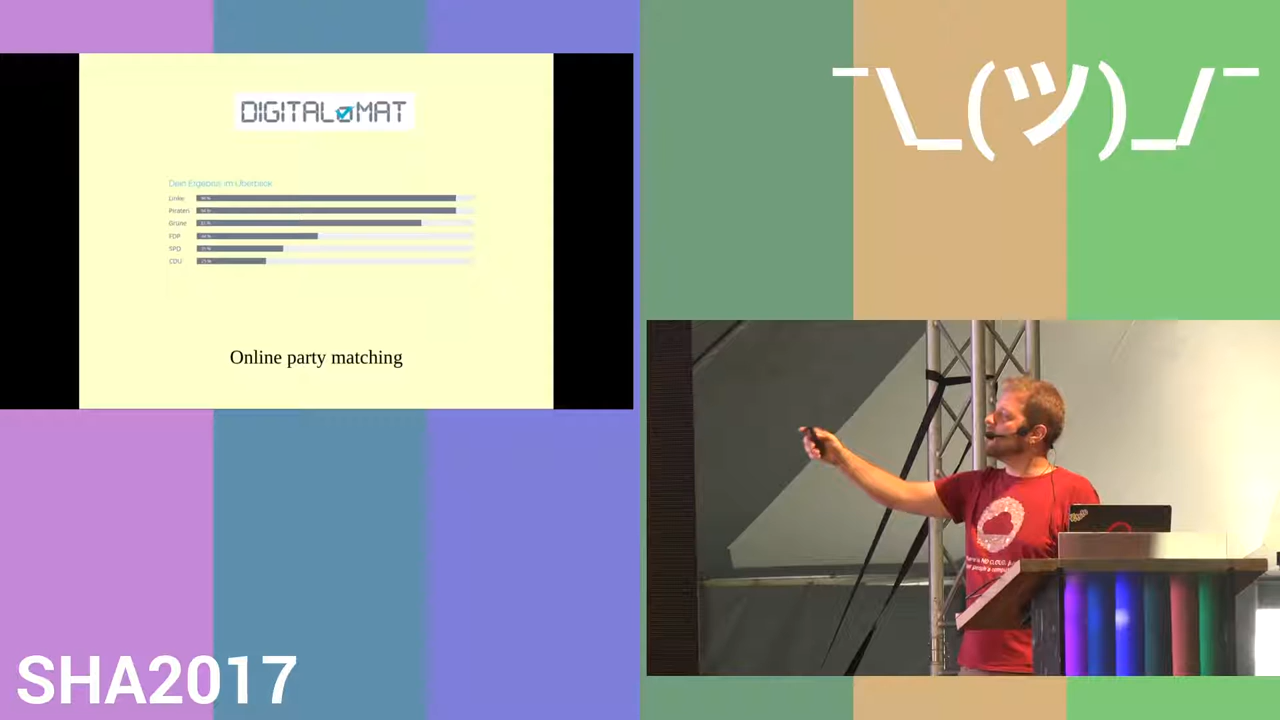 DIGITALOMAT
Dein Ergebnis im Überblick
Linke
Piraten
Grüne
FDP
SPD
CDU
Online party matching
¯\_(ツ)_/¯
SHA2017